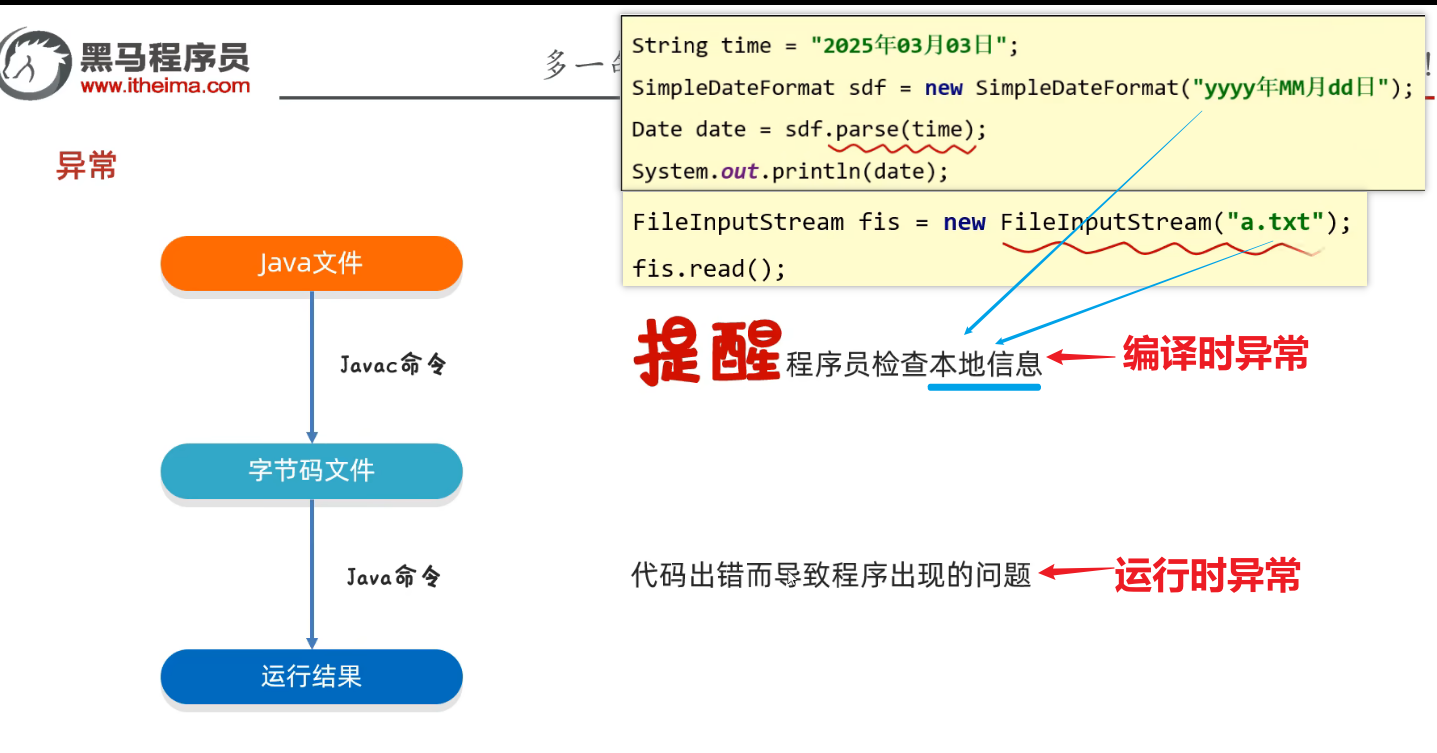 黑马程序员
www.itheima.com
多一
!
String time = "2025年03月03日";
SimpleDateFormat sdf = new SimpleDateFormat("yyyy年MM月dd日");
Date date = sdf.parse(time);
System.out.println(date);
异常
FileInputStream fis = new FileInputStream("a.txt");
fis.read();
Java文件
提醒程序员检查本地信息 编译时异常
Javac命令
字节码文件
Java命令
代码出错而导致程序出现的问题 运行时异常
运行结果